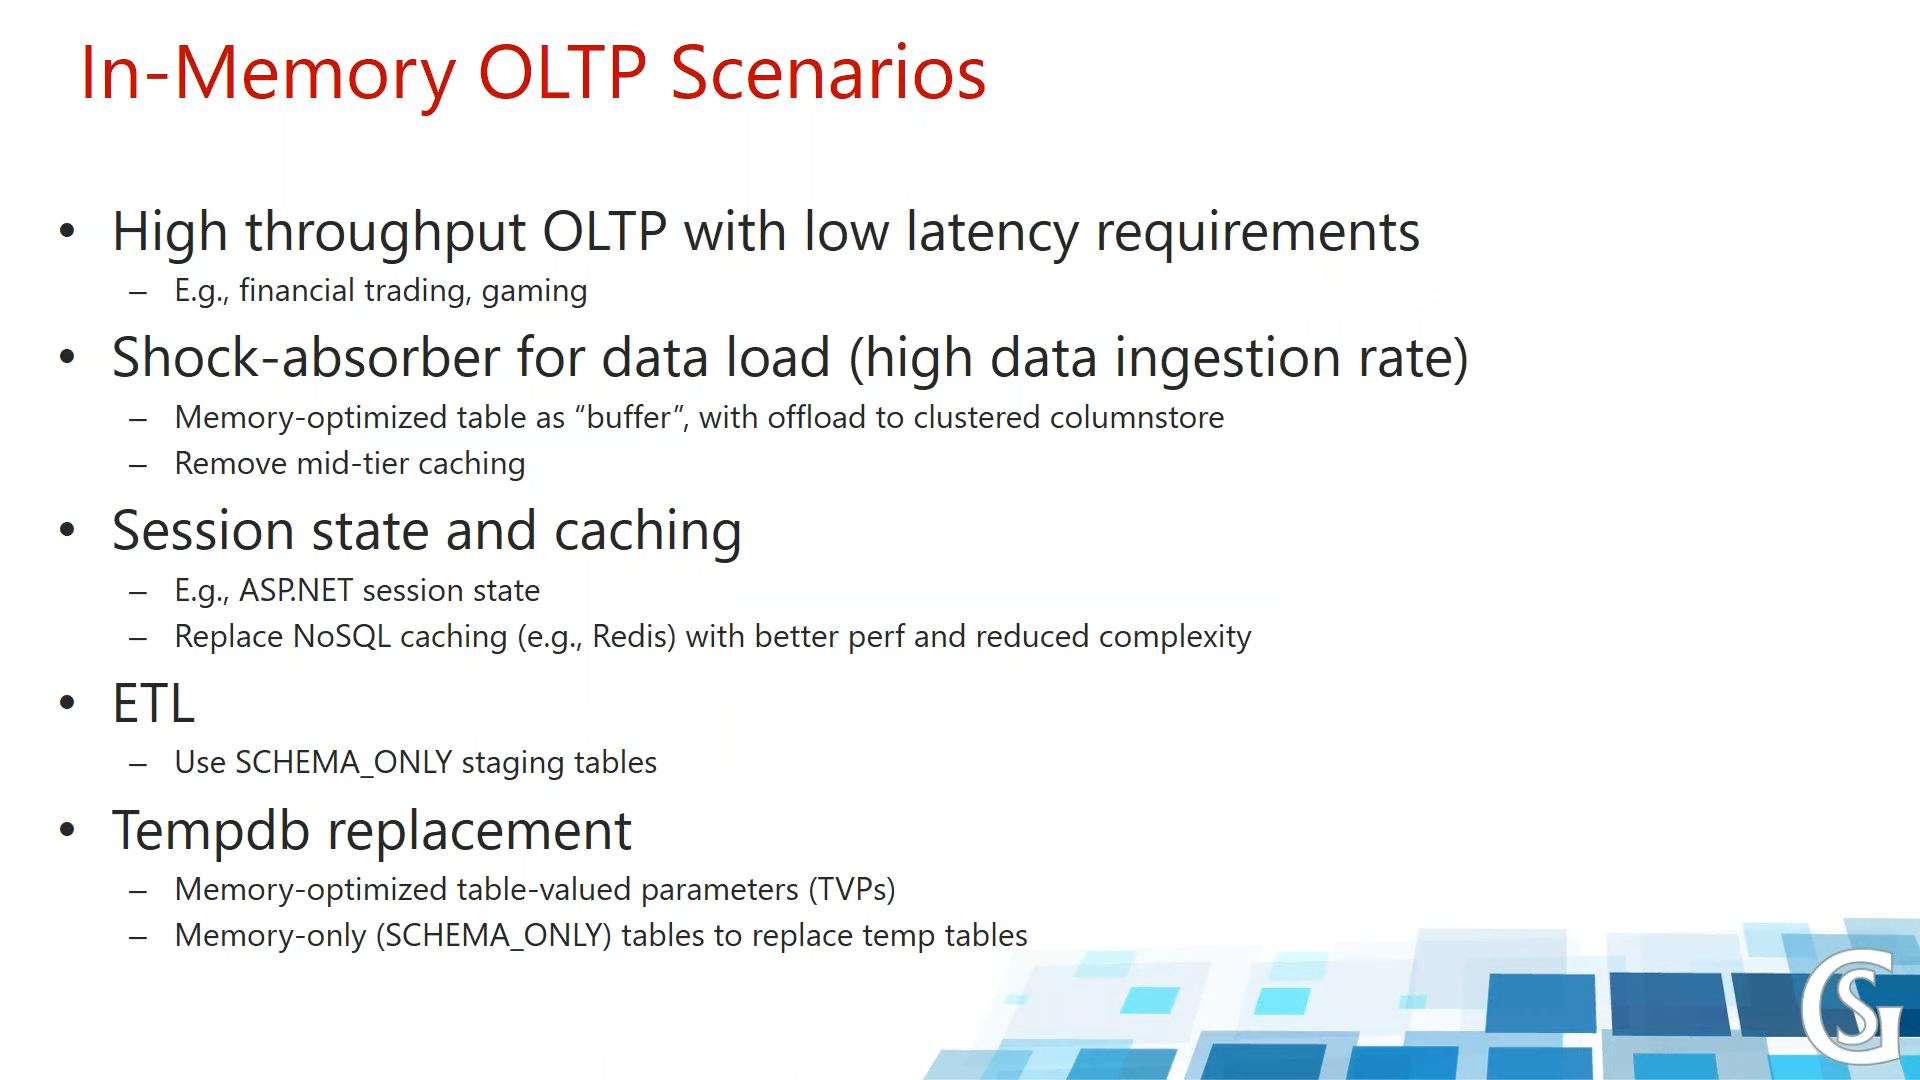 In-Memory OLTP Scenarios
• High throughput OLTP with low latency requirements
– E.g., financial trading, gaming
• Shock-absorber for data load (high data ingestion rate)
– Memory-optimized table as “buffer”, with offload to clustered columnstore
– Remove mid-tier caching
• Session state and caching
– E.g., ASP.NET session state
– Replace NoSQL caching (e.g., Redis) with better perf and reduced complexity
• ETL
– Use SCHEMA_ONLY staging tables
• Tempdb replacement
– Memory-optimized table-valued parameters (TVPs)
– Memory-only (SCHEMA_ONLY) tables to replace temp tables
GS